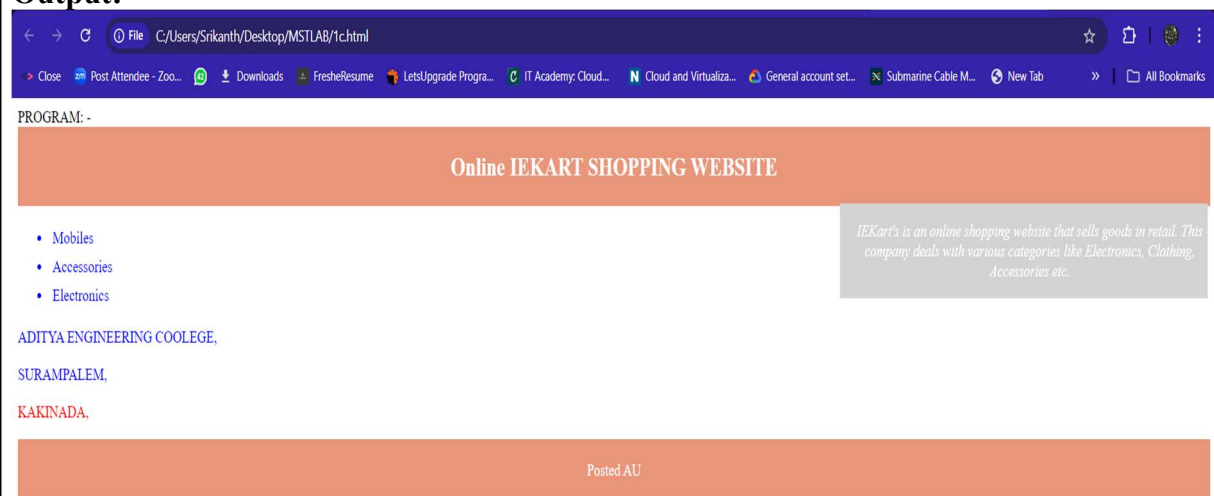 Output:
File C:/Users/Srikanth/Desktop/MSTLAB/1c.html
Close Post Attendee - Zoo... Downloads FresheResume LetsUpgrade Progra... IT Academy: Cloud... Cloud and Virtualiza... General account set... Submarine Cable M... New Tab » All Bookmarks
PROGRAM: -
Online IEKART SHOPPING WEBSITE
IEKart's is an online shopping website that sells goods in retail. This
company deals with various categories like Electronics, Clothing,
Accessories etc.
• Mobiles
• Accessories
• Electronics
ADITYA ENGINEERING COOLEGE,
SURAMPALEM,
KAKINADA,
Posted AU